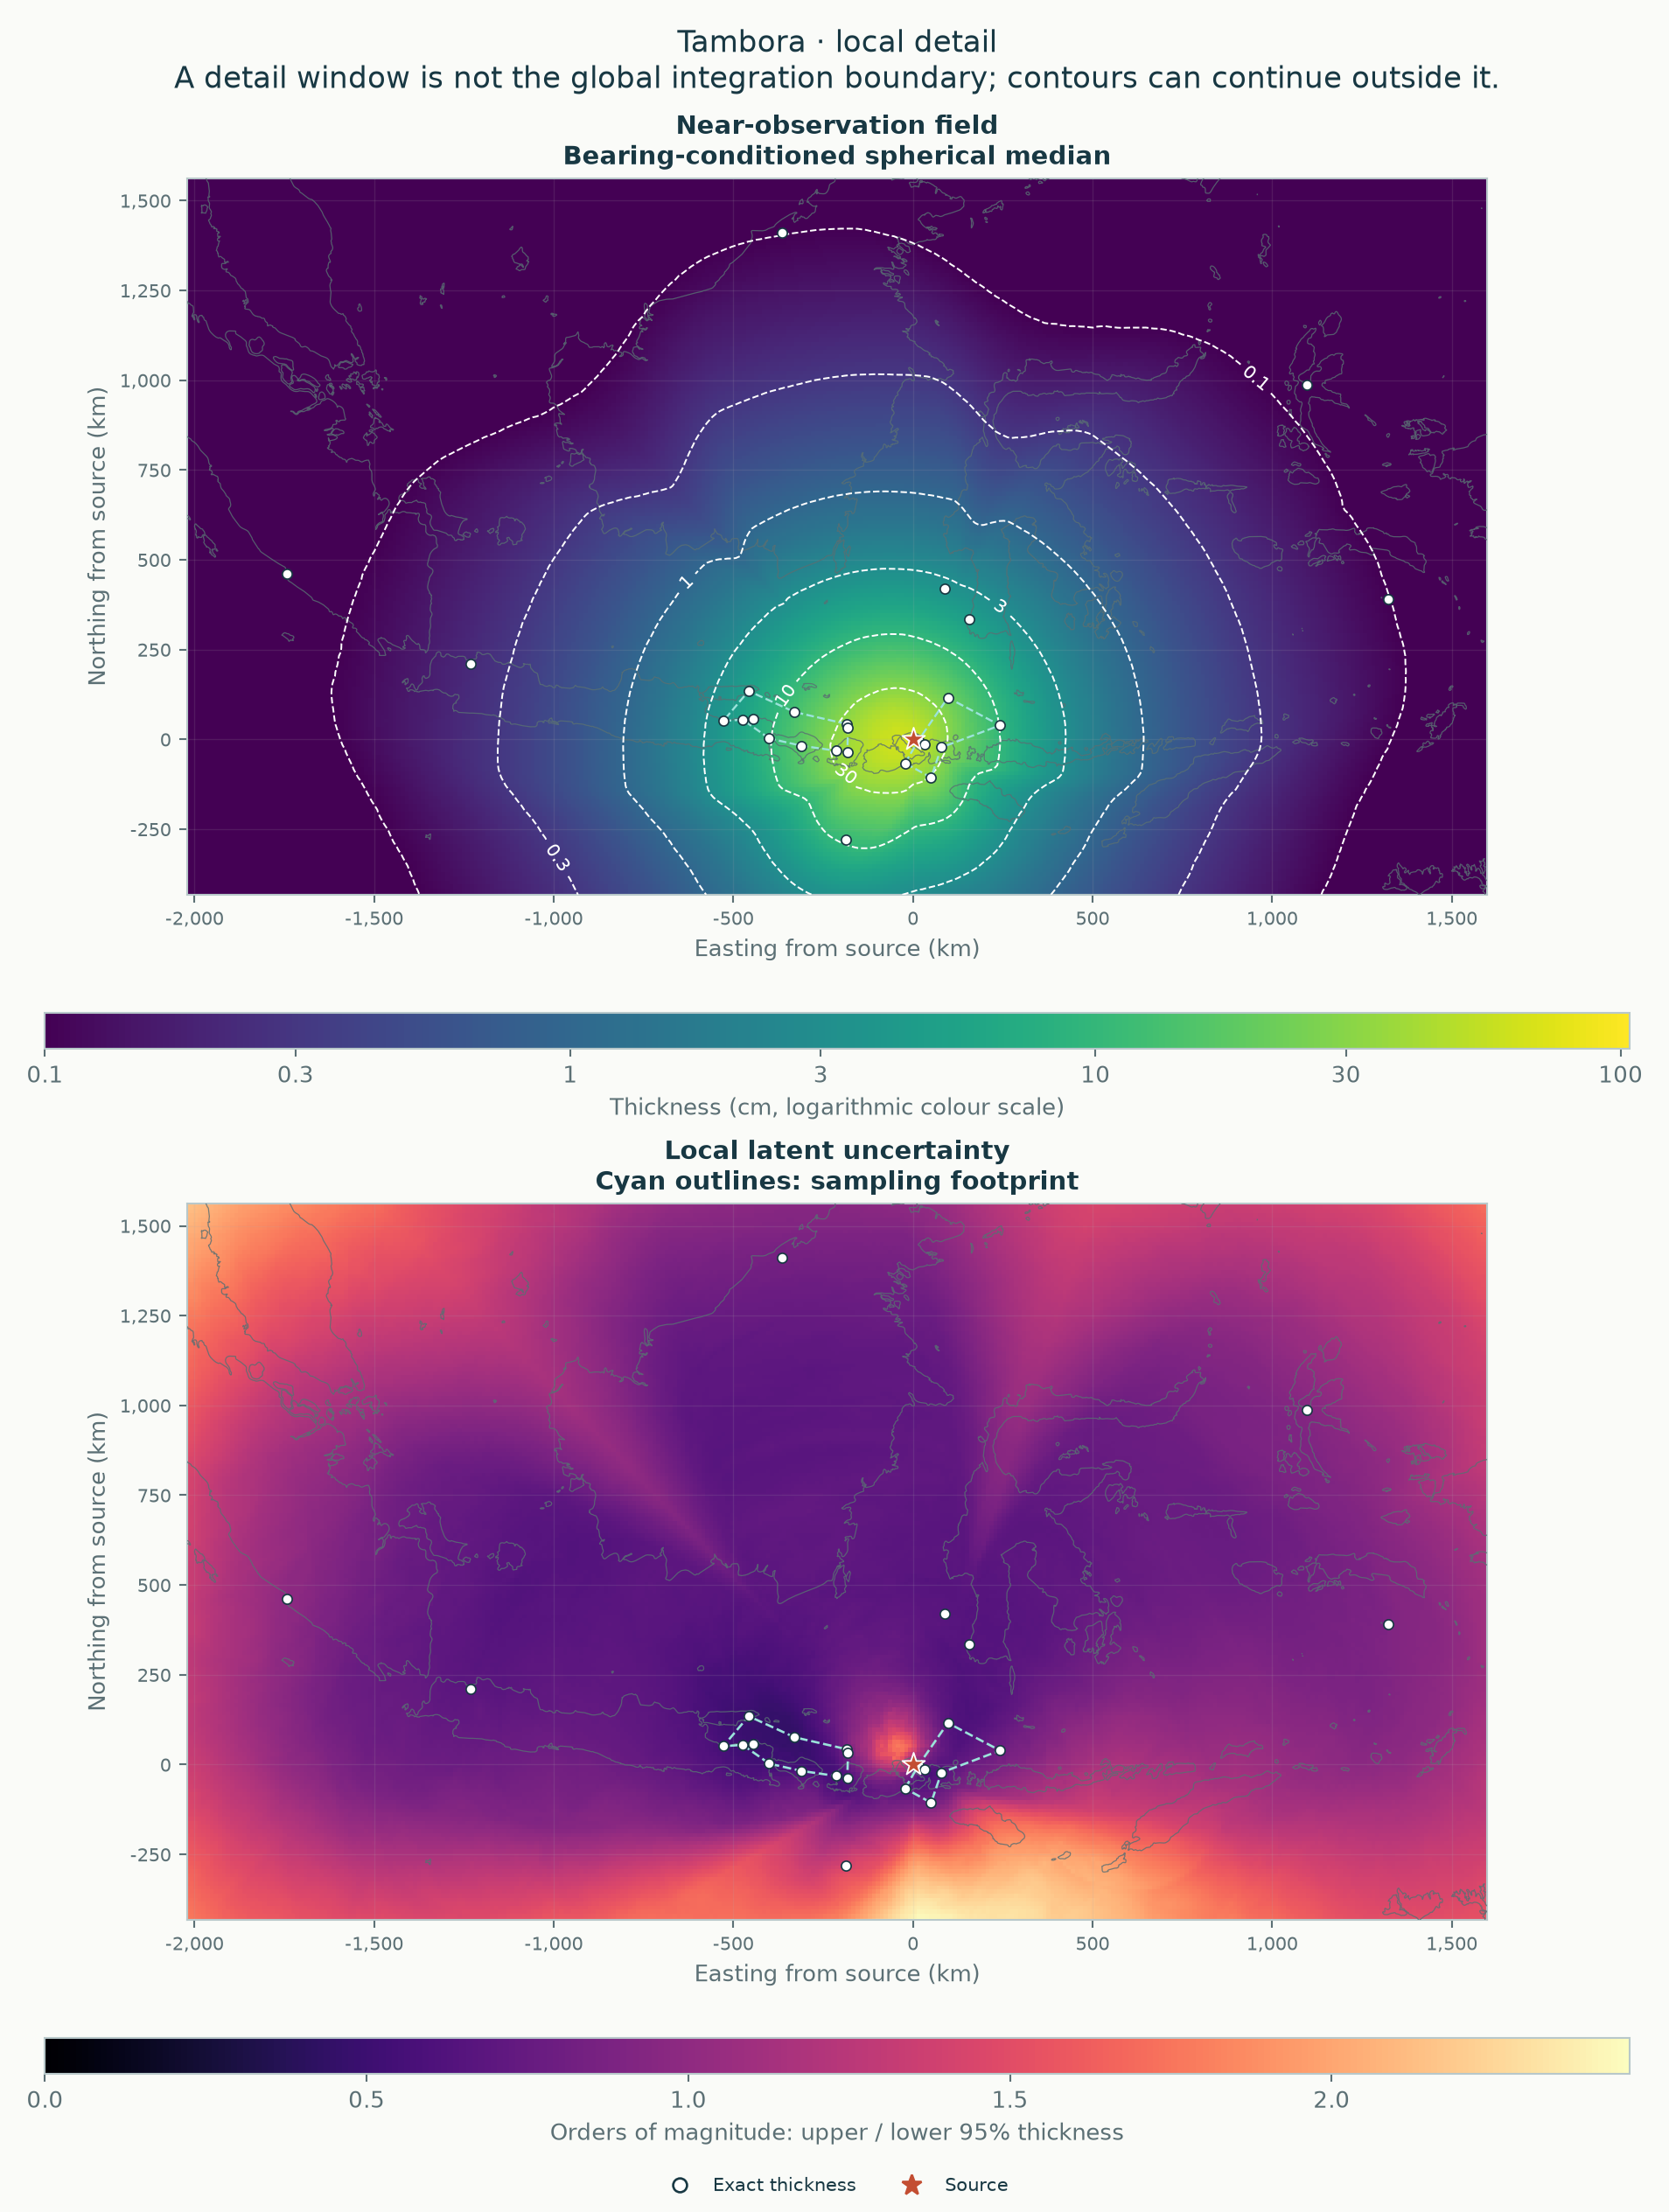 Tambora · local detail
A detail window is not the global integration boundary; contours can continue outside it.
Near-observation field
Bearing-conditioned spherical median
Northing from source (km)
1,500
1,250
1,000
750
500
250
0
-250
0.1
1
3
10
30
0.3
-2,000 -1,500 -1,000 -500 0 500 1,000 1,500
Easting from source (km)
0.1 0.3 1 3 10 30 100
Thickness (cm, logarithmic colour scale)
Local latent uncertainty
Cyan outlines: sampling footprint
Northing from source (km)
1,500
1,250
1,000
750
500
250
0
-250
-2,000 -1,500 -1,000 -500 0 500 1,000 1,500
Easting from source (km)
0.0 0.5 1.0 1.5 2.0
Orders of magnitude: upper / lower 95% thickness
Exact thickness Source